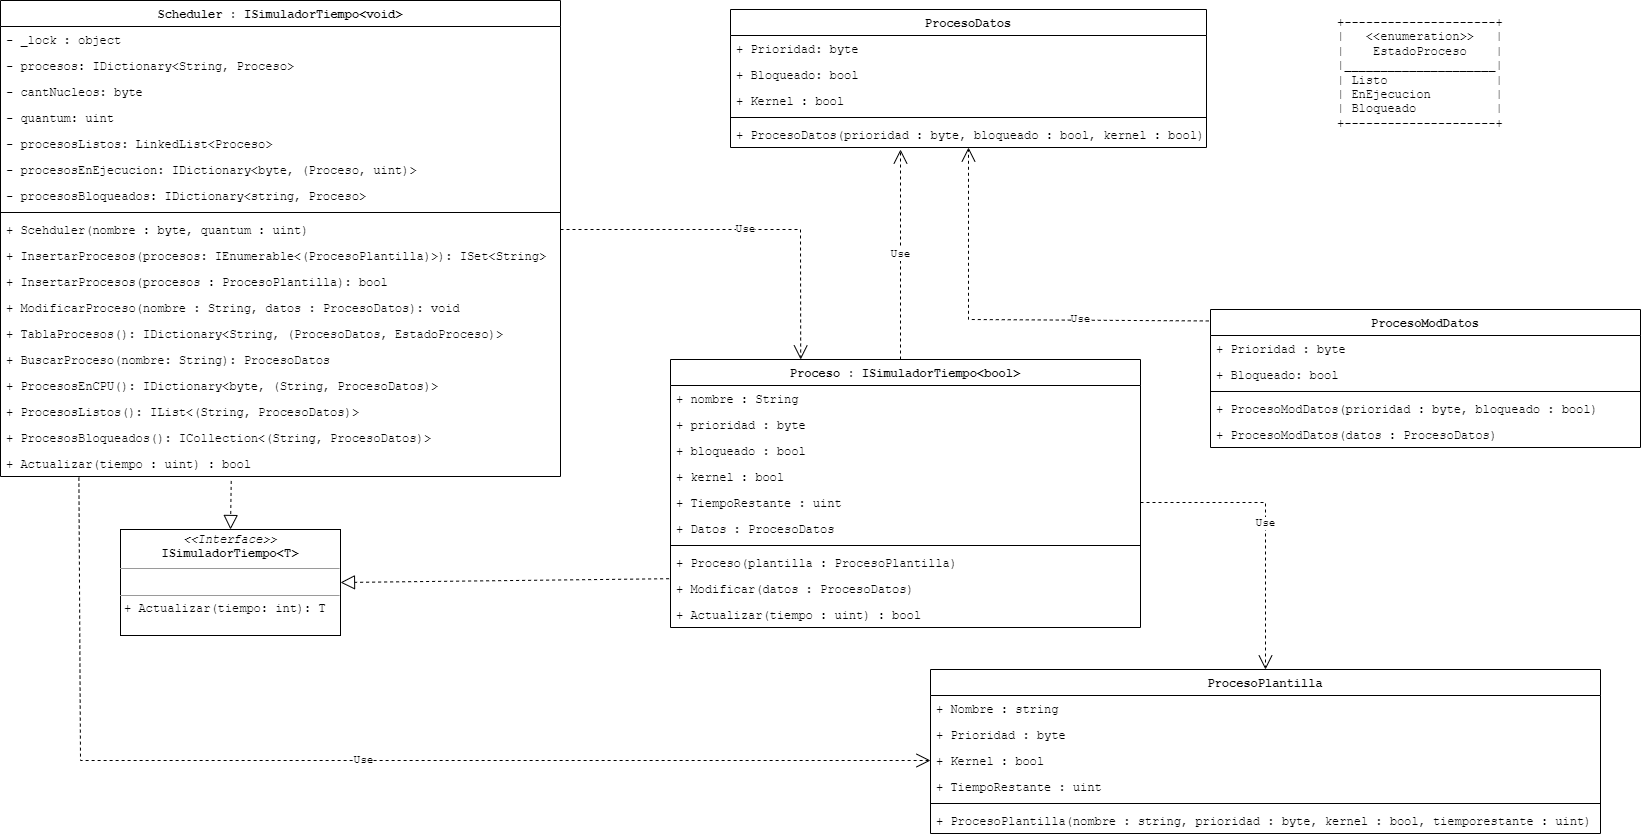 Scheduler : ISimuladorTiempo<void>
- _lock : object
- procesos: IDictionary<String, Proceso>
- cantNucleos: byte
- quantum: uint
- procesosListos: LinkedList<Proceso>
- procesosEnEjecucion: IDictionary<byte, (Proceso, uint)>
- procesosBloqueados: IDictionary<string, Proceso>
+ Scehduler(nombre : byte, quantum : uint)
+ InsertarProcesos(procesos: IEnumerable<(ProcesoPlantilla)>): ISet<String>
+ InsertarProcesos(procesos : ProcesoPlantilla): bool
+ ModificarProceso(nombre : String, datos : ProcesoDatos): void
+ TablaProcesos(): IDictionary<String, (ProcesoDatos, EstadoProceso)>
+ BuscarProceso(nombre: String): ProcesoDatos
+ ProcesosEnCPU(): IDictionary<byte, (String, ProcesoDatos)>
+ ProcesosListos(): IList<(String, ProcesoDatos)>
+ ProcesosBloqueados(): ICollection<(String, ProcesoDatos)>
+ Actualizar(tiempo : uint) : bool
ProcesoDatos
+ Prioridad: byte
+ Bloqueado: bool
+ Kernel : bool
+ ProcesoDatos(prioridad : byte, bloqueado : bool, kernel : bool)
+---------------------+
| <<enumeration>> |
| EstadoProceso |
|_____________________|
| Listo |
| EnEjecucion |
| Bloqueado |
+---------------------+
Use
Use
Use
ProcesoModDatos
+ Prioridad : byte
+ Bloqueado: bool
+ ProcesoModDatos(prioridad : byte, bloqueado : bool)
+ ProcesoModDatos(datos : ProcesoDatos)
Proceso : ISimuladorTiempo<bool>
+ nombre : String
+ prioridad : byte
+ bloqueado : bool
+ kernel : bool
+ TiempoRestante : uint
+ Datos : ProcesoDatos
+ Proceso(plantilla : ProcesoPlantilla)
+ Modificar(datos : ProcesoDatos)
+ Actualizar(tiempo : uint) : bool
Use
<<Interface>>
ISimuladorTiempo<T>
+ Actualizar(tiempo: int): T
Use
ProcesoPlantilla
+ Nombre : string
+ Prioridad : byte
+ Kernel : bool
+ TiempoRestante : uint
+ ProcesoPlantilla(nombre : string, prioridad : byte, kernel : bool, tiemporestante : uint)